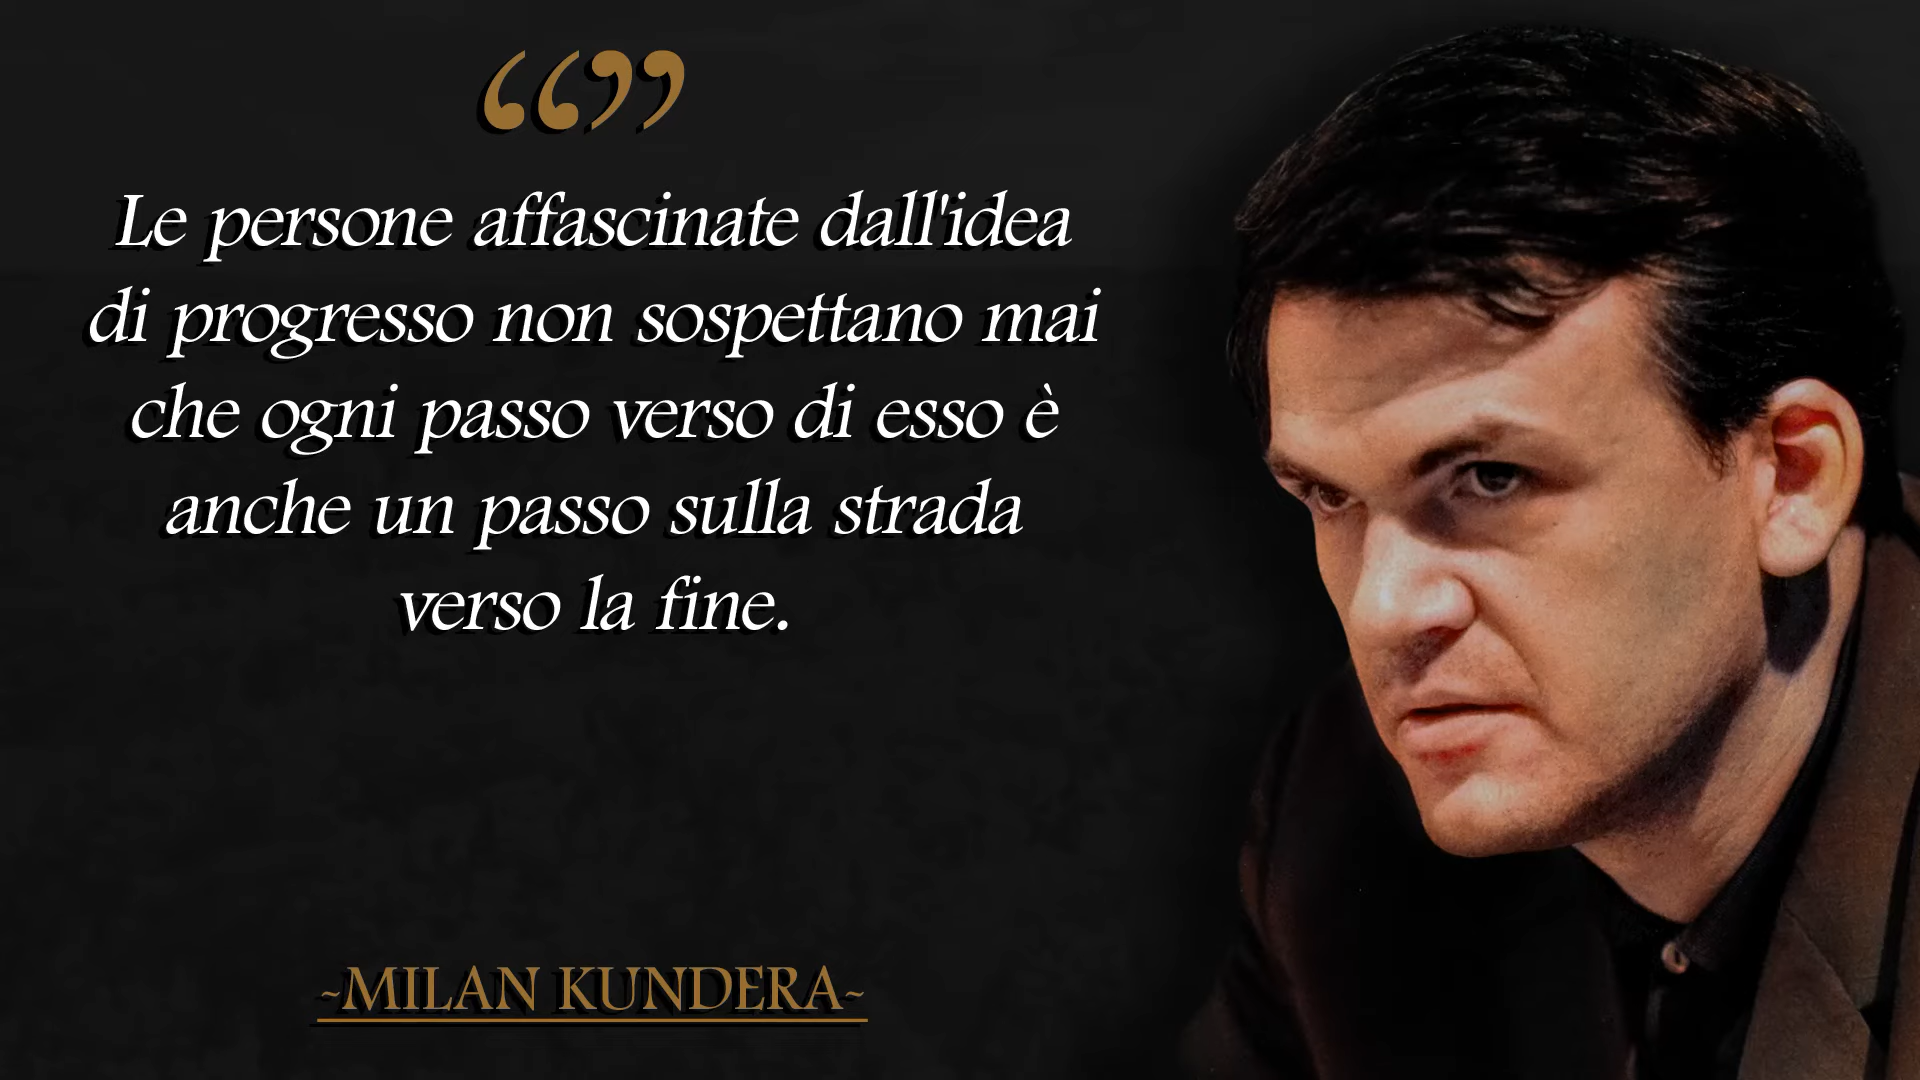 “”
Le persone affascinate dall'idea
di progresso non sospettano mai
che ogni passo verso di esso è
anche un passo sulla strada
verso la fine.
~MILAN KUNDERA~